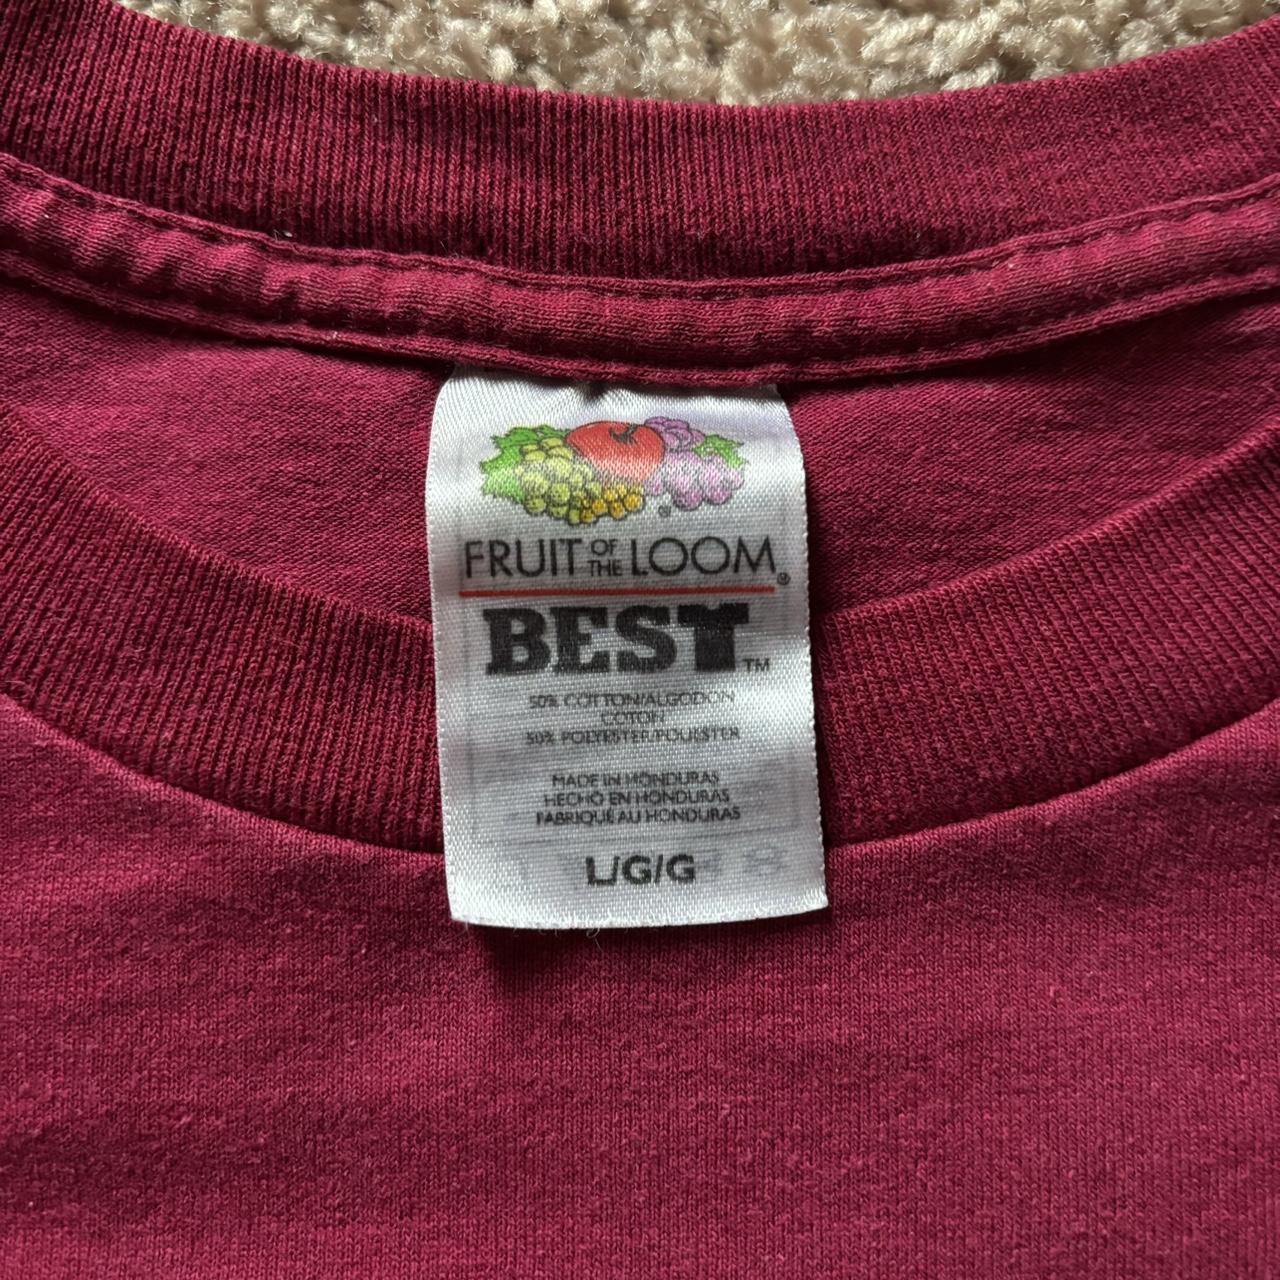 FRUIT OF THE LOOM®
BEST™
50% COTTON/ALGODON
COTON
50% POLYESTER/POLIESTER
MADE IN HONDURAS
HECHO EN HONDURAS
FABRIQUÉ AU HONDURAS
L/G/G